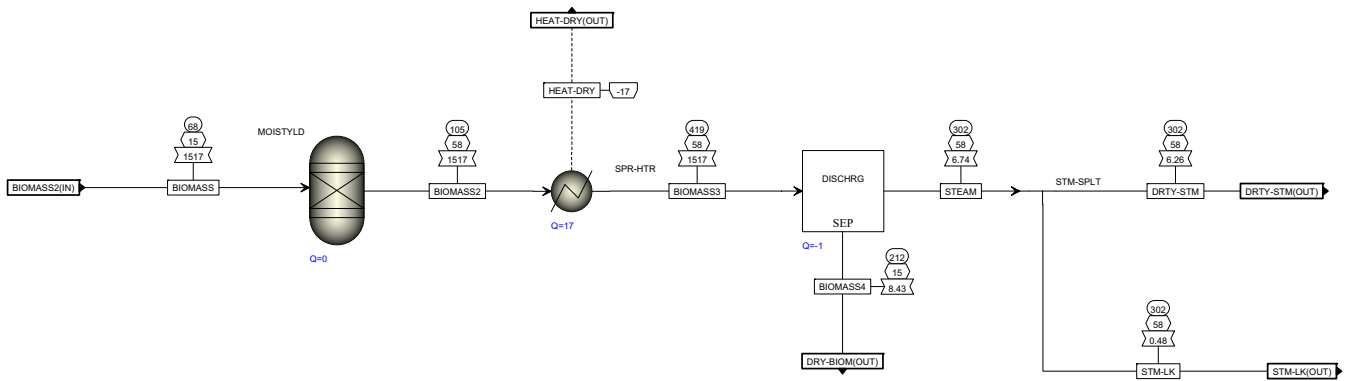 HEAT-DRY(OUT)
HEAT-DRY
-17
68
15
1517
MOISTYLD
105
58
1517
419
58
1517
302
58
6.74
302
58
6.26
SPR-HTR
DISCHRG
STM-SPLT
BIOMASS2(IN)
BIOMASS
BIOMASS2
BIOMASS3
STEAM
DRTY-STM
DRTY-STM(OUT)
SEP
Q=17
Q=-1
Q=0
212
15
8.43
BIOMASS4
302
58
0.48
DRY-BIOM(OUT)
STM-LK
STM-LK(OUT)